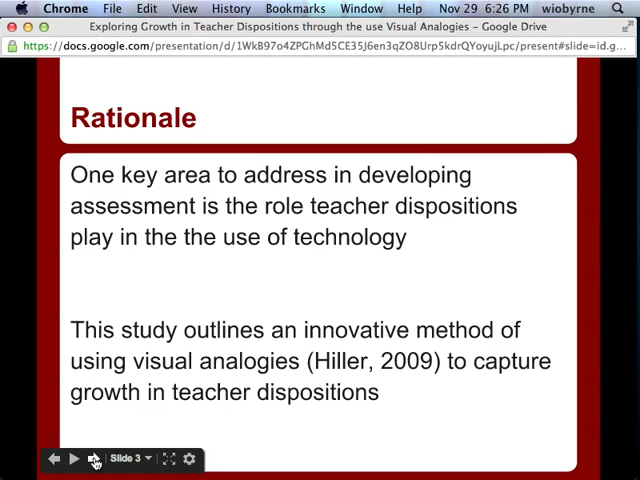 Chrome File Edit View History Bookmarks Window Help Nov 29 6:26 PM wiobyrne
Exploring Growth in Teacher Dispositions through the use Visual Analogies – Google Drive
https://docs.google.com/presentation/d/1WkB97o4ZPGhMd5CE35J6en3qZO8Urp5kdrQYoyujLpc/present#slide=id.g...
Rationale
One key area to address in developing
assessment is the role teacher dispositions
play in the the use of technology
This study outlines an innovative method of
using visual analogies (Hiller, 2009) to capture
growth in teacher dispositions
Slide 3